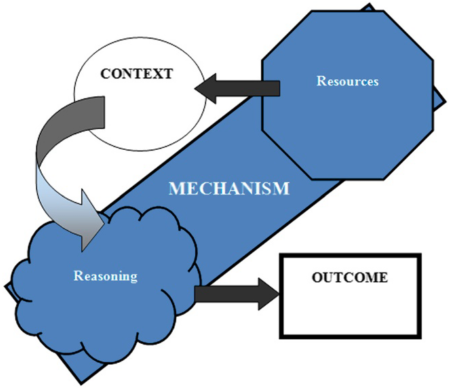 Resources
CONTEXT
MECHANISM
Reasoning
OUTCOME